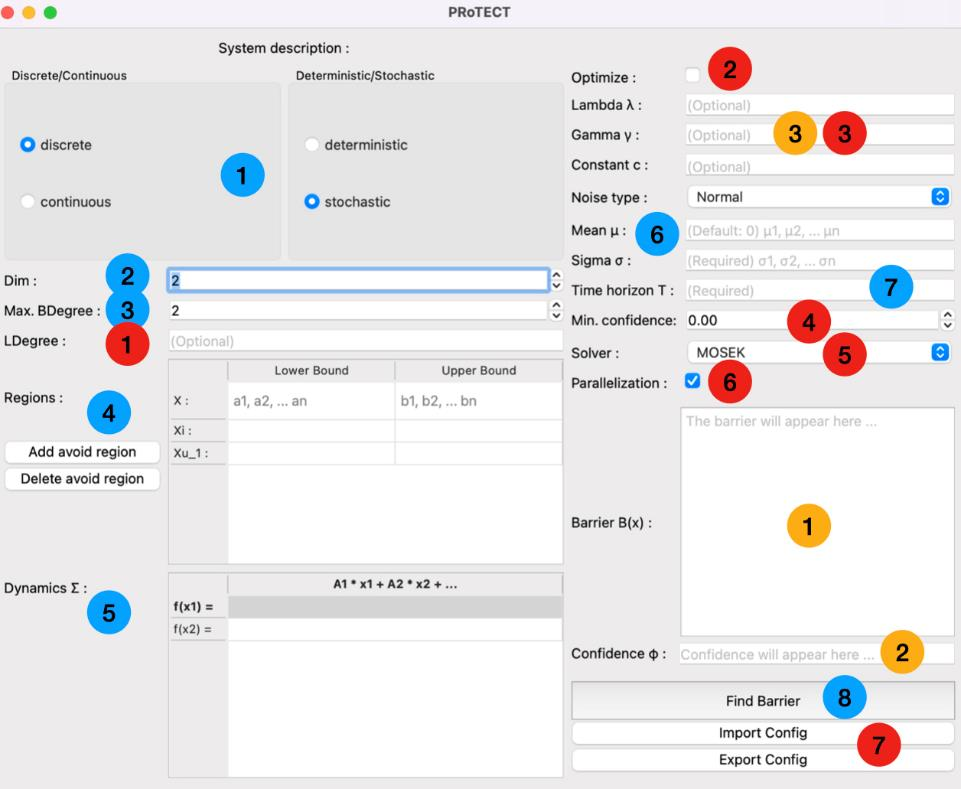 PRoTECT
System description :
Discrete/Continuous
Deterministic/Stochastic
discrete
continuous
1
deterministic
stochastic
Dim :
2
2
Max. BDegree :
3
2
LDegree :
1
(Optional)
Regions :
4
Add avoid region
Delete avoid region
Lower Bound
Upper Bound
X :
a1, a2, ... an
b1, b2, ... bn
Xi :
Xu_1 :
Dynamics Σ :
5
A1 * x1 + A2 * x2 + ...
f(x1) =
f(x2) =
Optimize :
2
Lambda λ :
(Optional)
Gamma γ :
(Optional)
3
3
Constant c :
(Optional)
Noise type :
Normal
Mean μ :
6
(Default: 0) μ1, μ2, ... μn
Sigma σ :
(Required) σ1, σ2, ... σn
Time horizon T :
(Required)
7
Min. confidence:
0.00
4
Solver :
MOSEK
5
Parallelization :
6
Barrier B(x) :
The barrier will appear here ...
1
Confidence ϕ :
Confidence will appear here ...
2
Find Barrier
8
Import Config
7
Export Config